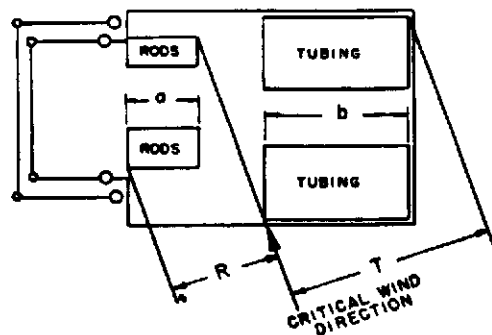 RODS
TUBING
a
b
RODS
TUBING
R
T
CRITICAL WIND
DIRECTION